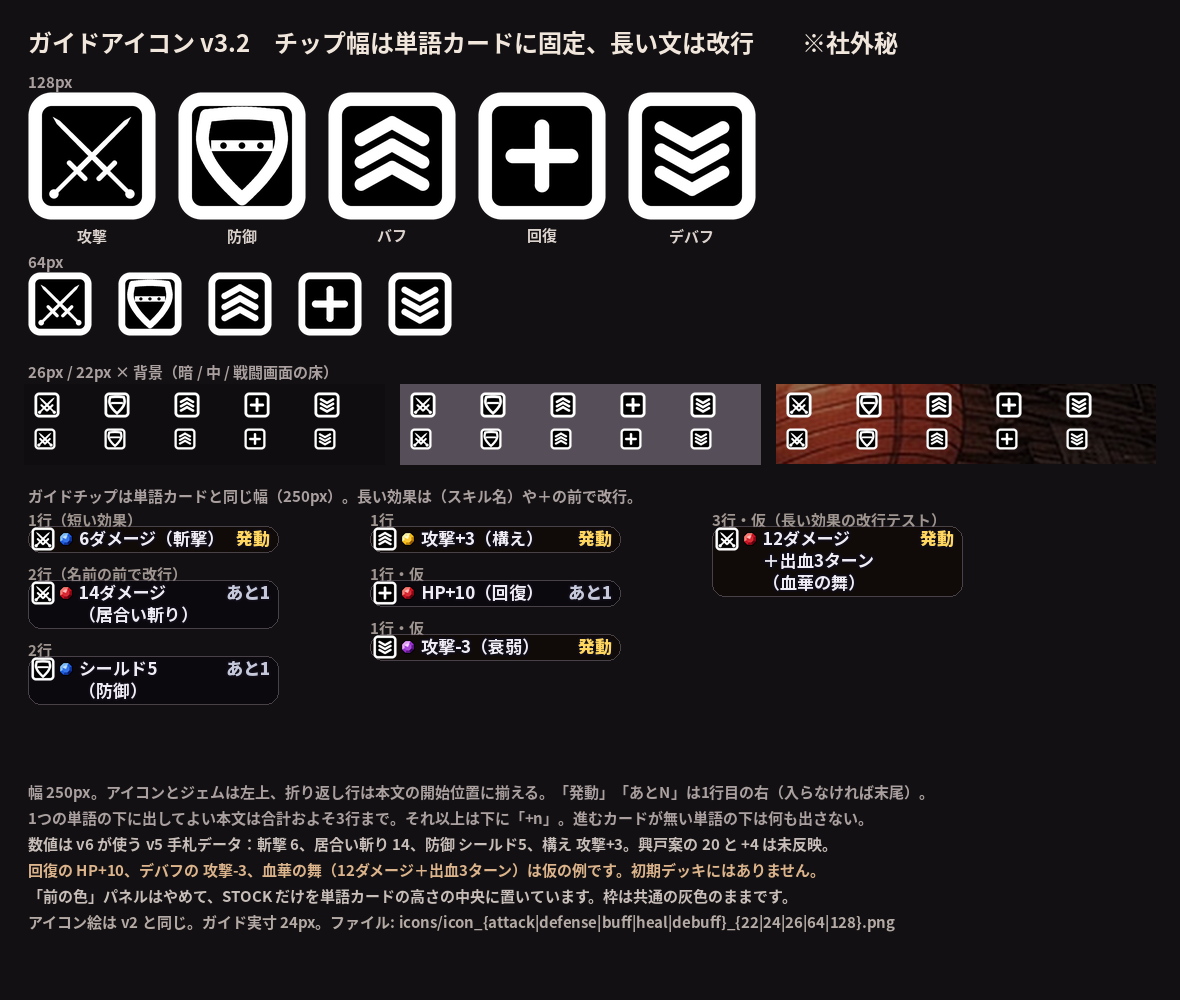 ガイドアイコン v3.2　チップ幅は単語カードに固定、長い文は改行　　※社外秘
128px
攻撃　防御　バフ　回復　デバフ
64px
26px / 22px × 背景（暗 / 中 / 戦闘画面の床）
ガイドチップは単語カードと同じ幅（250px）。長い効果は（スキル名）や＋の前で改行。
1行（短い効果）
6ダメージ（斬撃）　発動
2行（名前の前で改行）
14ダメージ　あと1
（居合い斬り）
2行
シールド5　あと1
（防御）
1行
攻撃+3（構え）　発動
1行・仮
HP+10（回復）　あと1
1行・仮
攻撃-3（衰弱）　発動
3行・仮（長い効果の改行テスト）
12ダメージ　発動
＋出血3ターン
（血華の舞）
幅 250px。アイコンとジェムは左上、折り返し行は本文の開始位置に揃える。「発動」「あとN」は1行目の右（入らなければ末尾）。
1つの単語の下に出してよい本文は合計およそ3行まで。それ以上は下に「+n」。進むカードが無い単語の下は何も出さない。
数値は v6 が使う v5 手札データ：斬撃 6、居合い斬り 14、防御 シールド5、構え 攻撃+3。興戸案の 20 と +4 は未反映。
回復の HP+10、デバフの 攻撃-3、血華の舞（12ダメージ＋出血3ターン）は仮の例です。初期デッキにはありません。
「前の色」パネルはやめて、STOCKだけを単語カードの高さの中央に置いています。枠は共通の灰色のままです。
アイコン絵は v2 と同じ。ガイド実寸 24px。ファイル: icons/icon_{attack|defense|buff|heal|debuff}_{22|24|26|64|128}.png